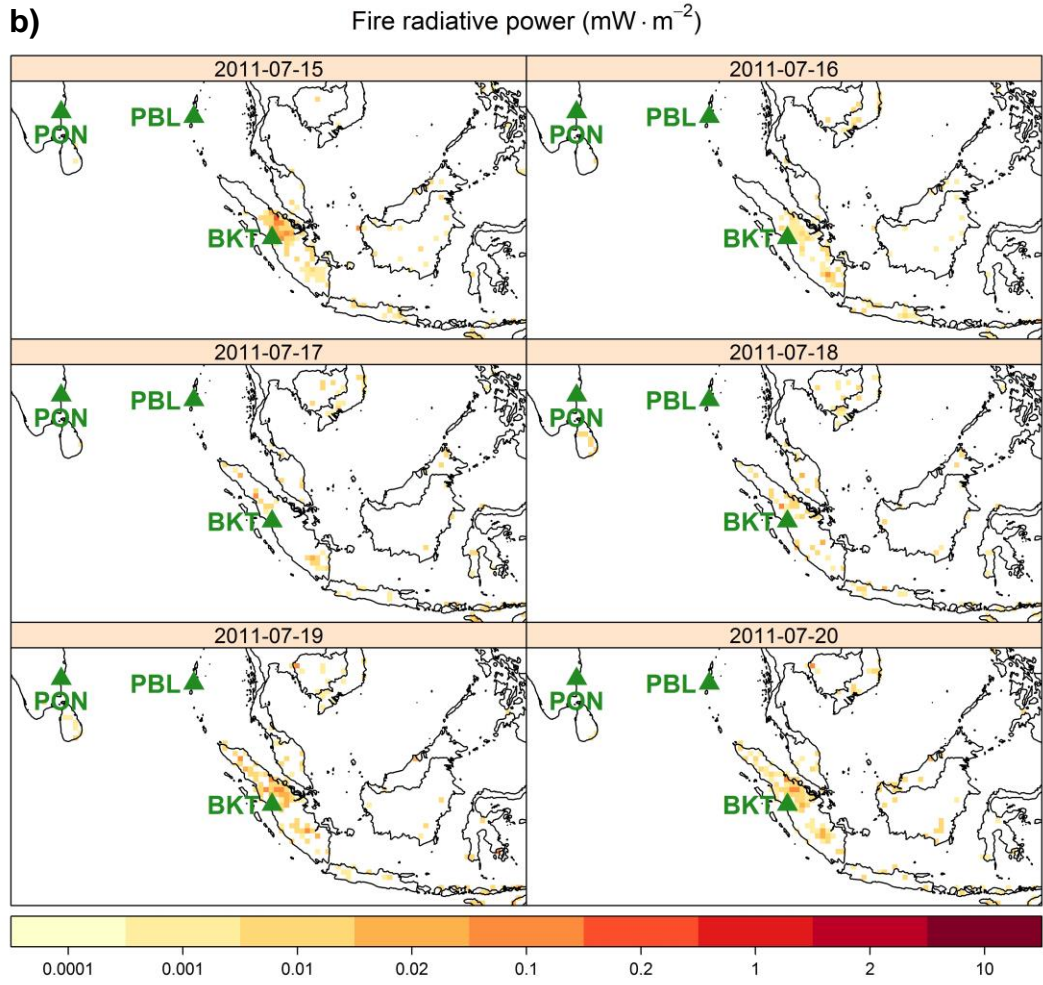 b) Fire radiative power (mW · m⁻²)
2011-07-15 2011-07-16
PON PBL BKT
PON PBL BKT
2011-07-17 2011-07-18
PON PBL BKT
PON PBL BKT
2011-07-19 2011-07-20
PON PBL BKT
PON PBL BKT
0.0001 0.001 0.01 0.02 0.1 0.2 1 2 10